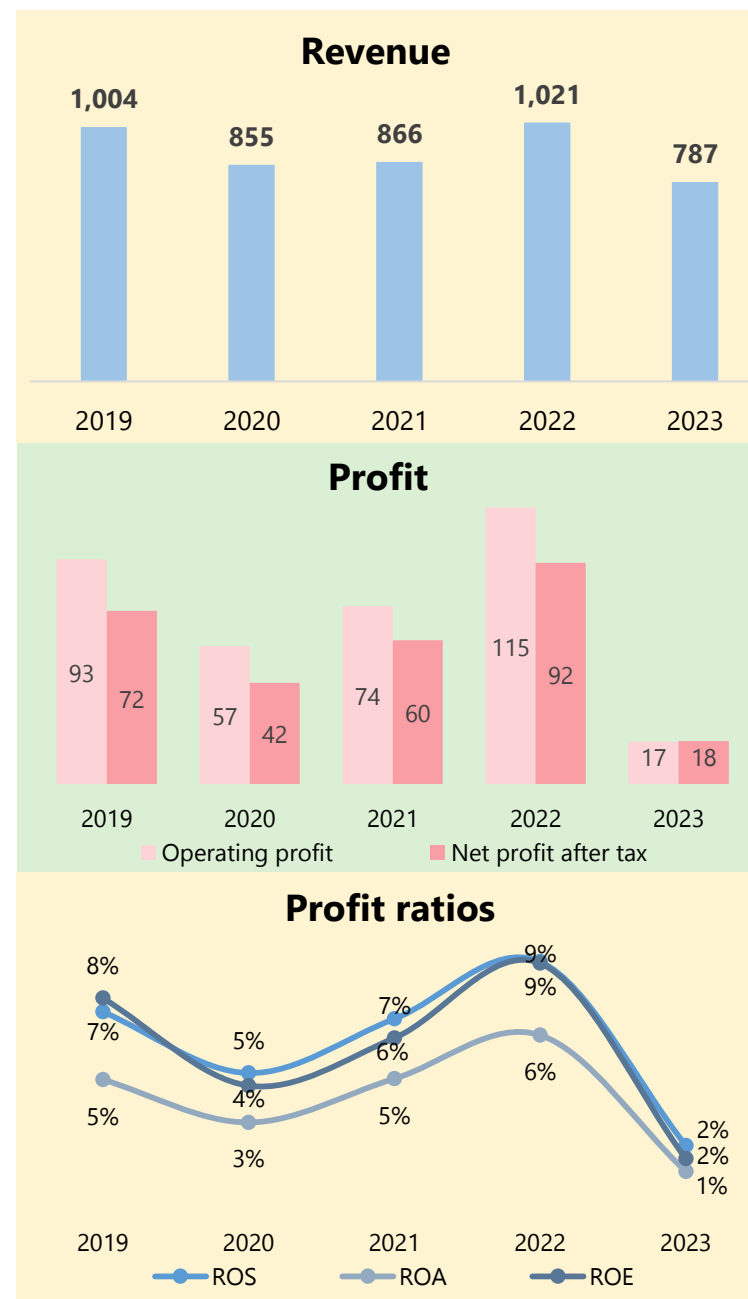 Revenue
1,004 855 866 1,021 787
2019 2020 2021 2022 2023
Profit
93 72 57 42 74 60 115 92 17 18
2019 2020 2021 2022 2023
Operating profit Net profit after tax
Profit ratios
8% 7% 5% 5% 4% 3% 7% 6% 5% 9% 9% 6% 2% 2% 1%
2019 2020 2021 2022 2023
ROS ROA ROE